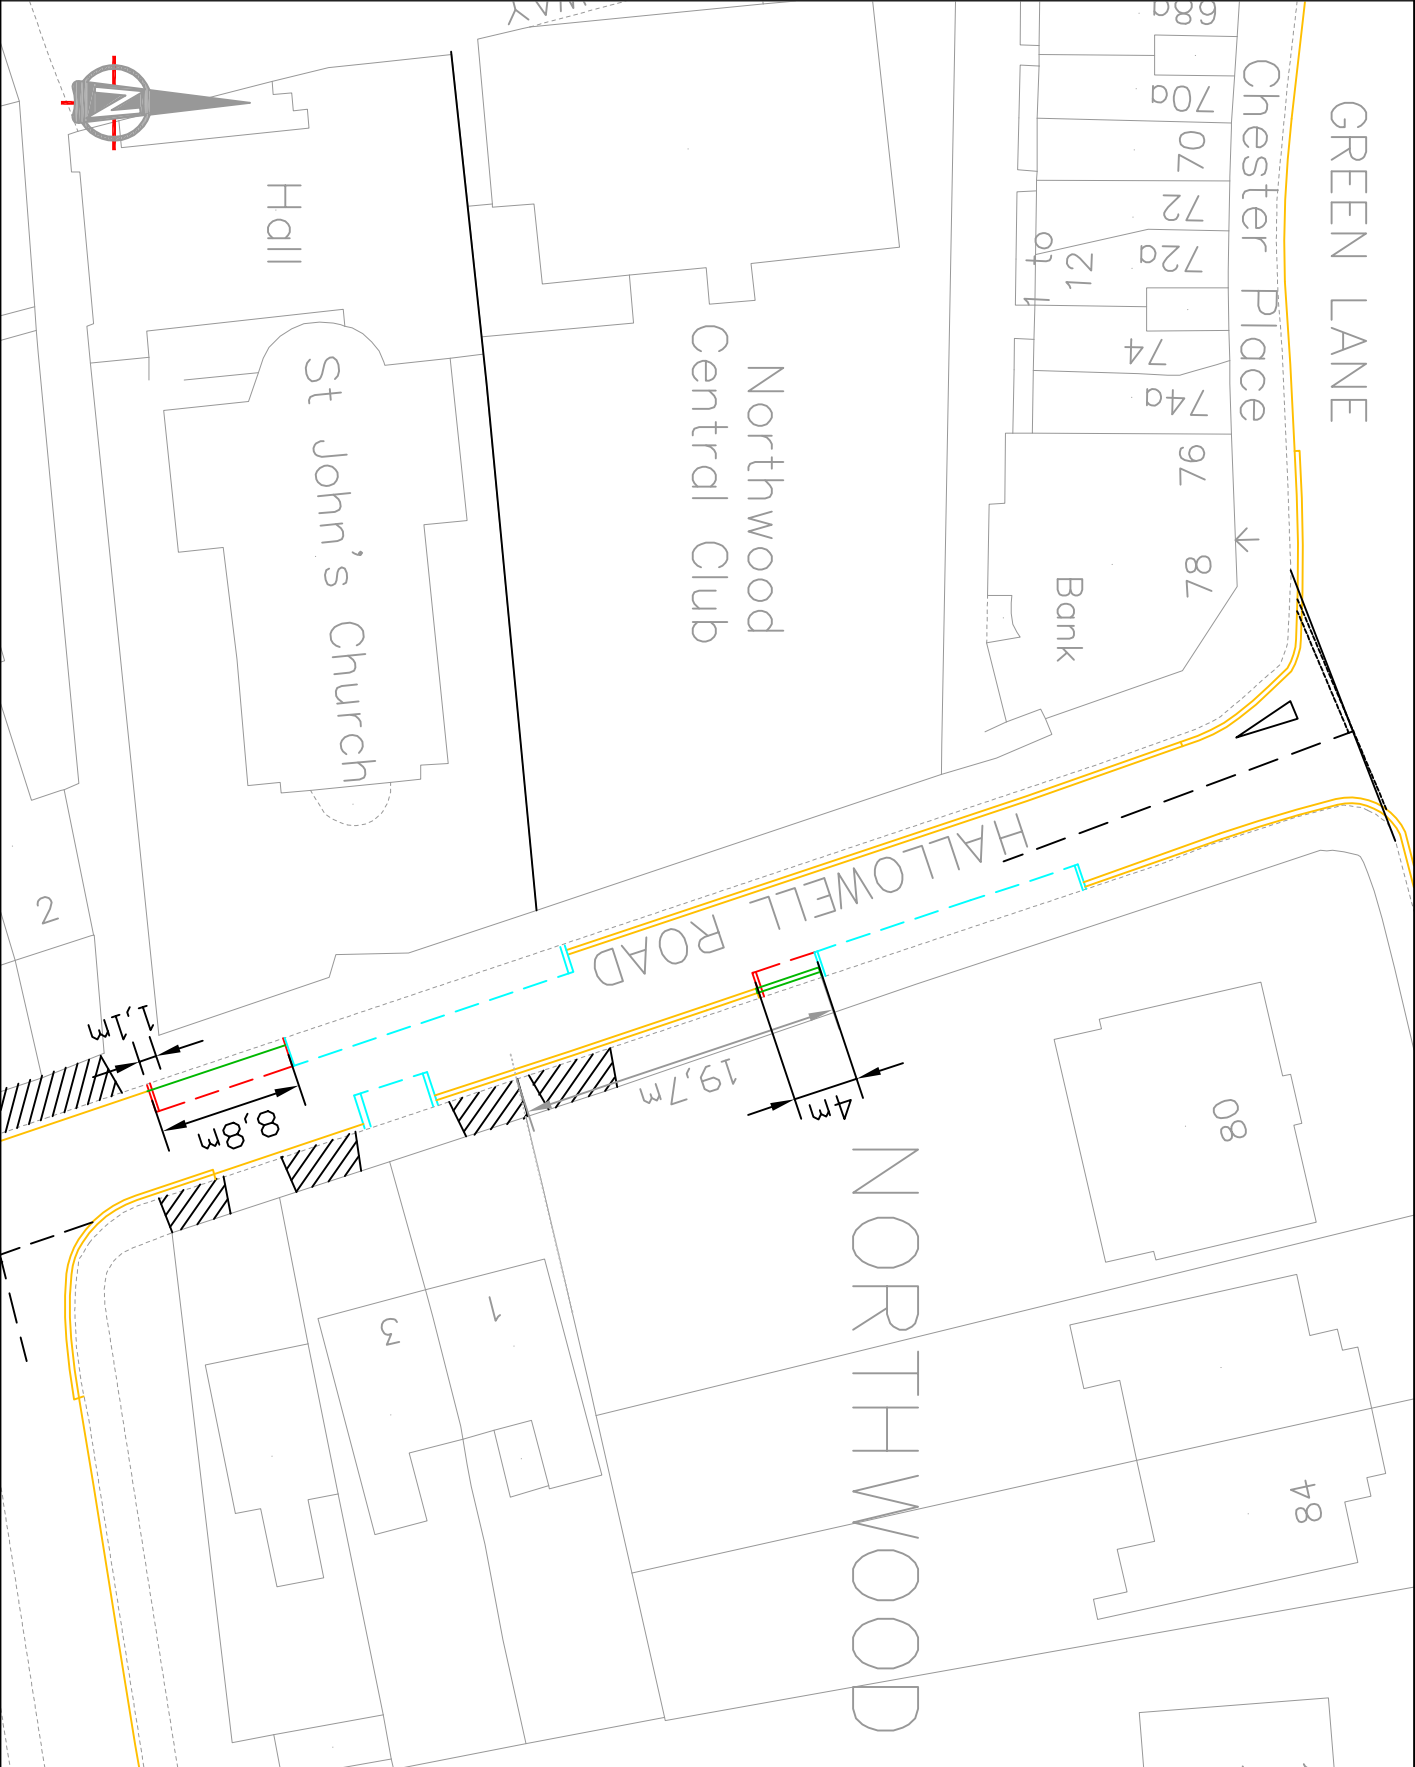 GREEN LANE
Chester Place
68a
70a
70
72
72a
74
74a
76
78
1 to
12
Bank
Northwood
Central Club
Hall
St John's Church
N
2
HALLOWELL ROAD
1,1m
8,8m
19,7m
4m
NORTHWOOD
80
84
1
3